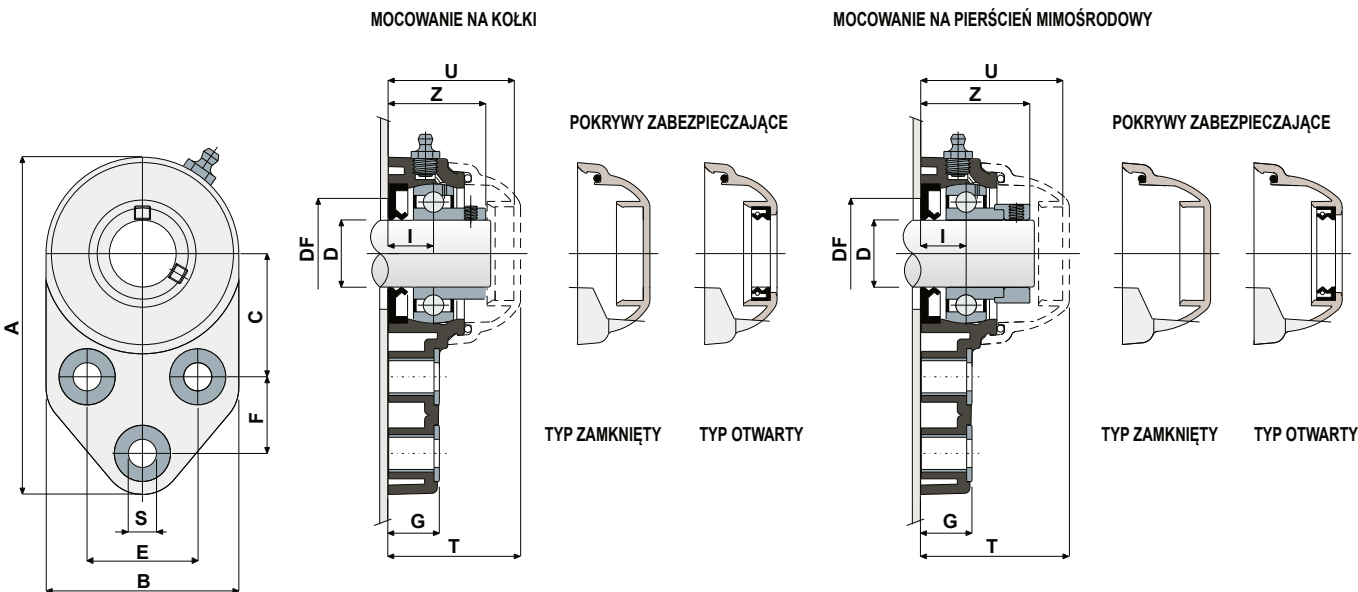 MOCOWANIE NA KOŁKI
MOCOWANIE NA PIERŚCIEŃ MIMOŚRODOWY
U
Z
POKRYWY ZABEZPIECZAJĄCE
U
Z
POKRYWY ZABEZPIECZAJĄCE
A
C
F
S
E
B
DF
D
I
G
T
TYP ZAMKNIĘTY
TYP OTWARTY
DF
D
I
G
T
TYP ZAMKNIĘTY
TYP OTWARTY